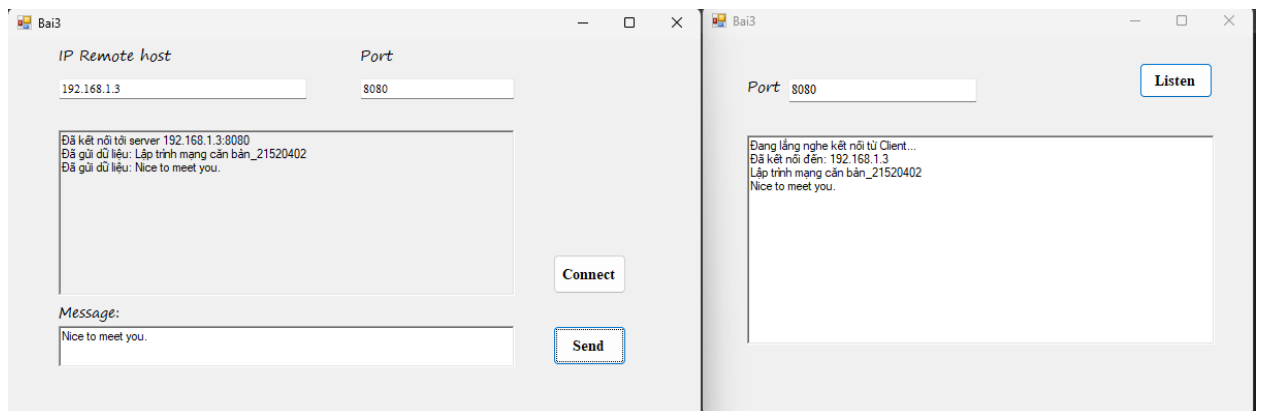 Bai3
IP Remote host
Port
192.168.1.3
8080
Đã kết nối tới server 192.168.1.3:8080
Đã gửi dữ liệu: Lập trình mạng căn bản_21520402
Đã gửi dữ liệu: Nice to meet you.
Connect
Message:
Nice to meet you.
Send
Bai3
Port
8080
Listen
Đang lắng nghe kết nối từ Client...
Đã kết nối đến: 192.168.1.3
Lập trình mạng căn bản_21520402
Nice to meet you.